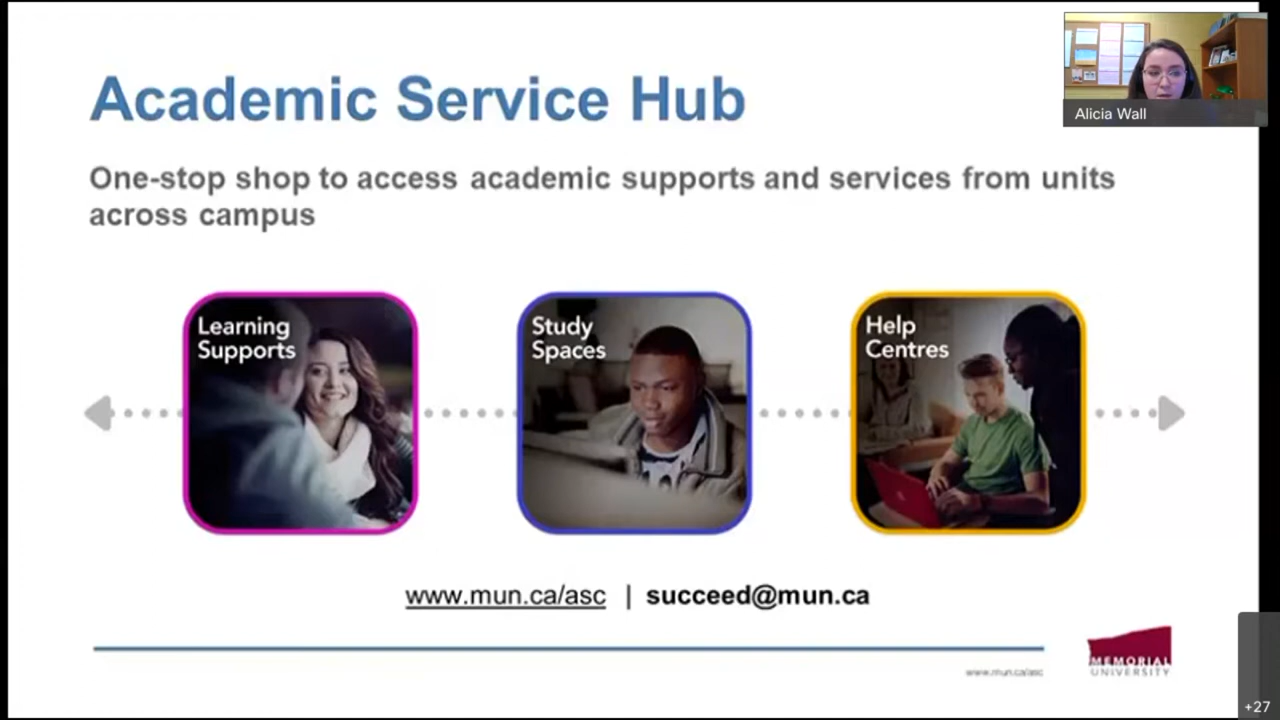 Academic Service Hub
Alicia Wall
One-stop shop to access academic supports and services from units
across campus
Learning
Supports
Study
Spaces
Help
Centres
www.mun.ca/asc | succeed@mun.ca
www.mun.ca/asc
MEMORIAL
UNIVERSITY
+27